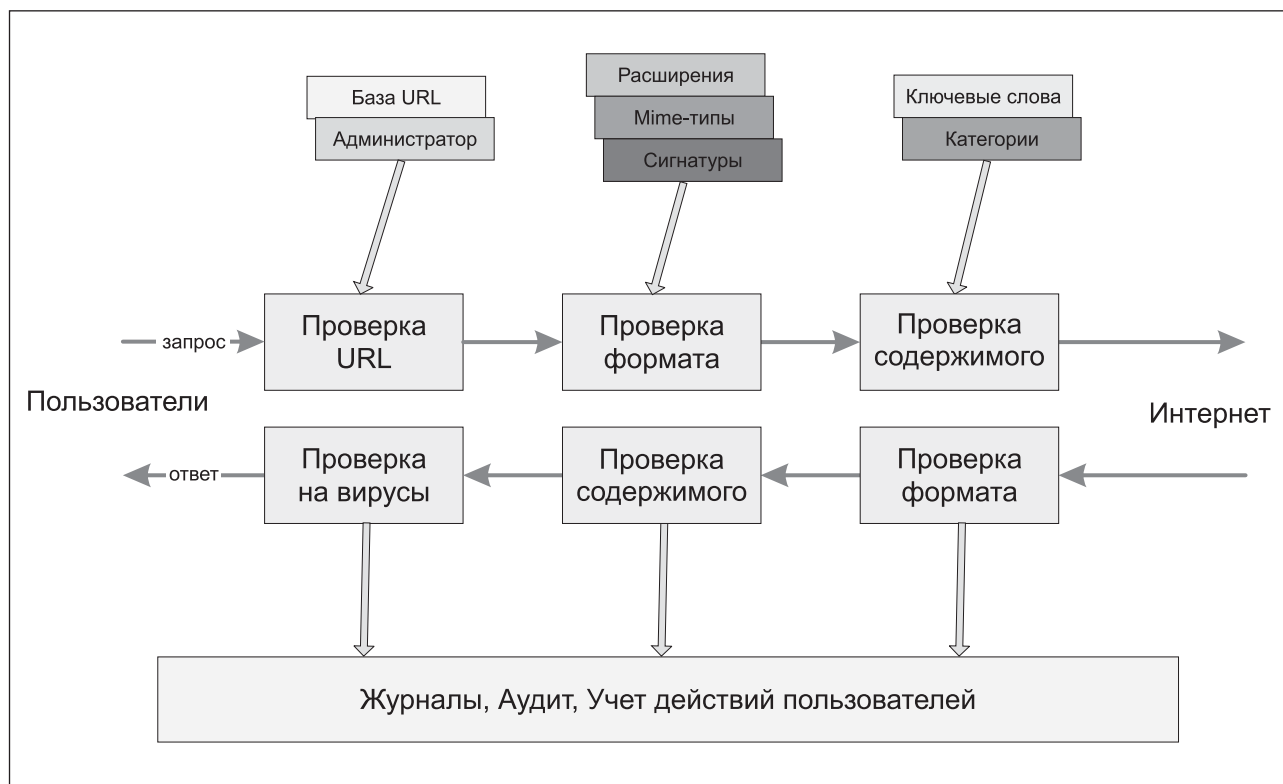 База URL
Администратор
Расширения
Mime-типы
Сигнатуры
Ключевые слова
Категории
запрос
Проверка
URL
Проверка
формата
Проверка
содержимого
Пользователи
Интернет
ответ
Проверка
на вирусы
Проверка
содержимого
Проверка
формата
Журналы, Аудит, Учет действий пользователей